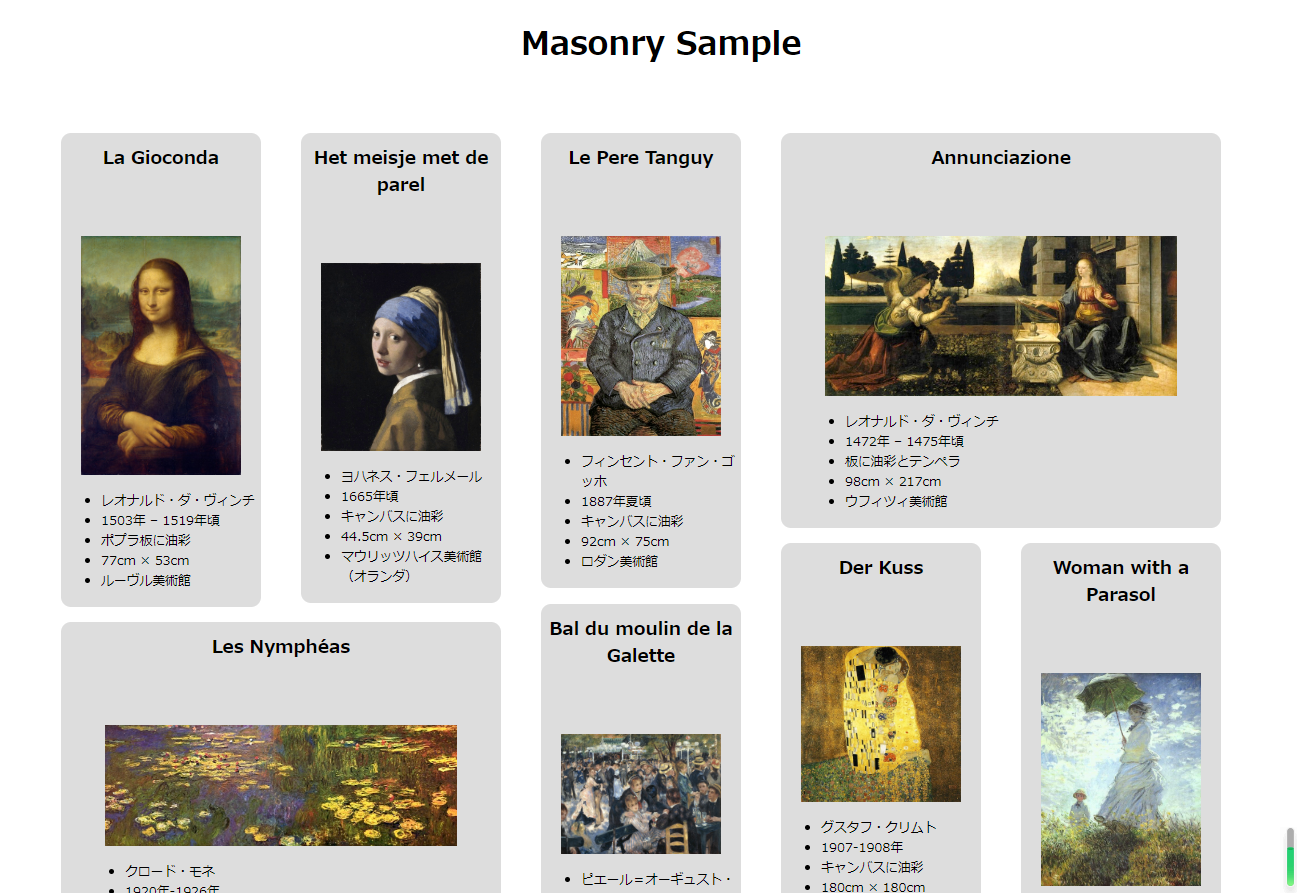 Masonry Sample
La Gioconda
レオナルド・ダ・ヴィンチ
1503年 – 1519年頃
ポプラ板に油彩
77cm × 53cm
ルーヴル美術館
Het meisje met de
parel
ヨハネス・フェルメール
1665年頃
キャンバスに油彩
44.5cm × 39cm
マウリッツハイス美術館
（オランダ）
Le Pere Tanguy
フィンセント・ファン・ゴ
ッホ
1887年夏頃
キャンバスに油彩
92cm × 75cm
ロダン美術館
Annunciazione
レオナルド・ダ・ヴィンチ
1472年 – 1475年頃
板に油彩とテンペラ
98cm × 217cm
ウフィツィ美術館
Les Nymphéas
クロード・モネ
1920年-1926年
Bal du moulin de la
Galette
ピエール＝オーギュスト・
Der Kuss
グスタフ・クリムト
1907-1908年
キャンバスに油彩
180cm × 180cm
Woman with a
Parasol